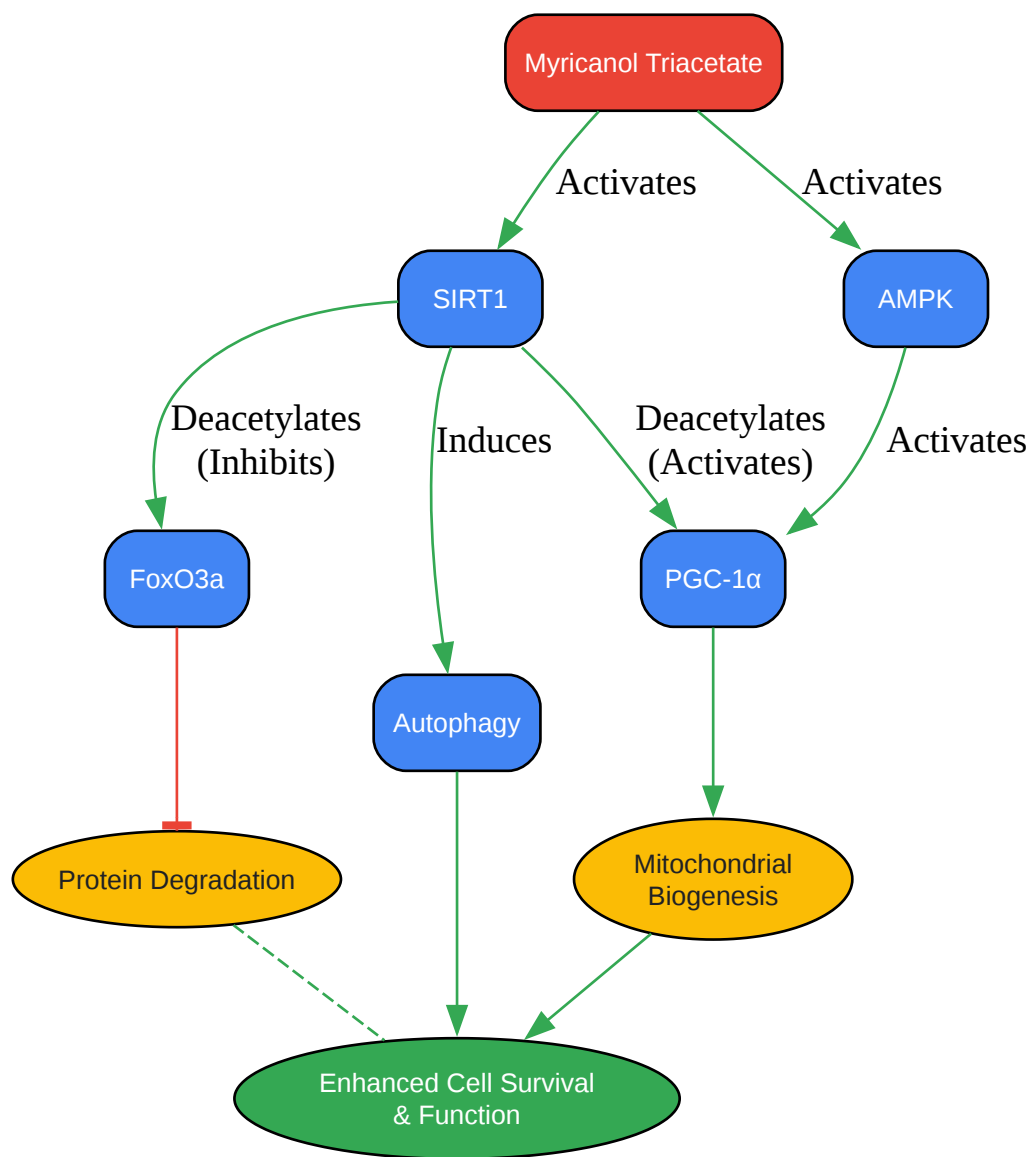 Myricanol Triacetate
Activates
Activates
SIRT1
AMPK
Deacetylates
(Inhibits)
Induces
Deacetylates
(Activates)
Activates
FoxO3a
PGC-1α
Autophagy
Protein Degradation
Mitochondrial
Biogenesis
Enhanced Cell Survival
& Function